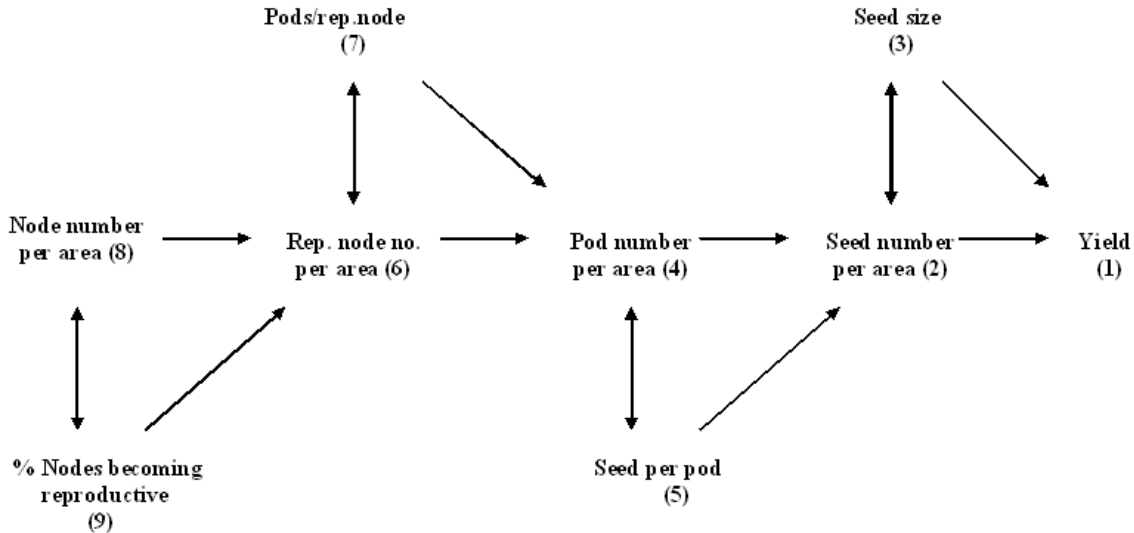 Pods/rep.node
(7)
Seed size
(3)
Node number
per area (8)
Rep. node no.
per area (6)
Pod number
per area (4)
Seed number
per area (2)
Yield
(1)
% Nodes becoming
reproductive
(9)
Seed per pod
(5)